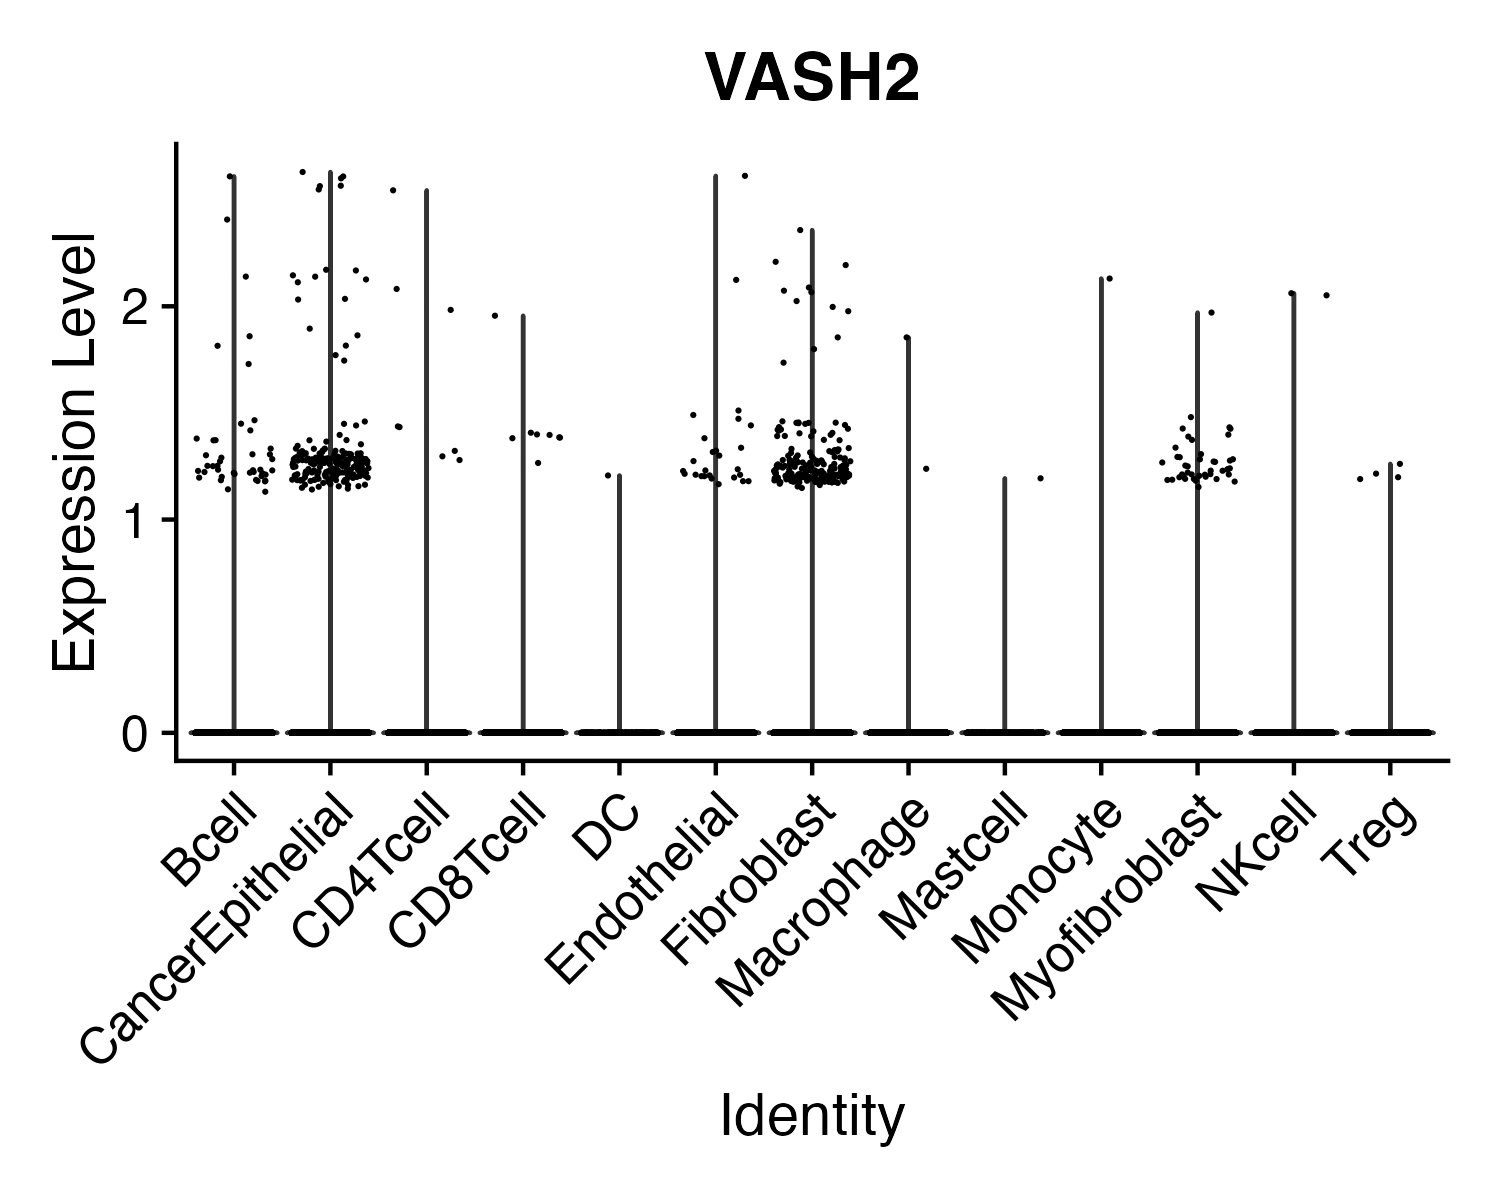 VASH2
Expression Level
2
1
0
Bcell
CancerEpithelial
CD4Tcell
CD8Tcell
DC
Endothelial
Fibroblast
Macrophage
Mastcell
Monocyte
Myofibroblast
NKcell
Treg
Identity